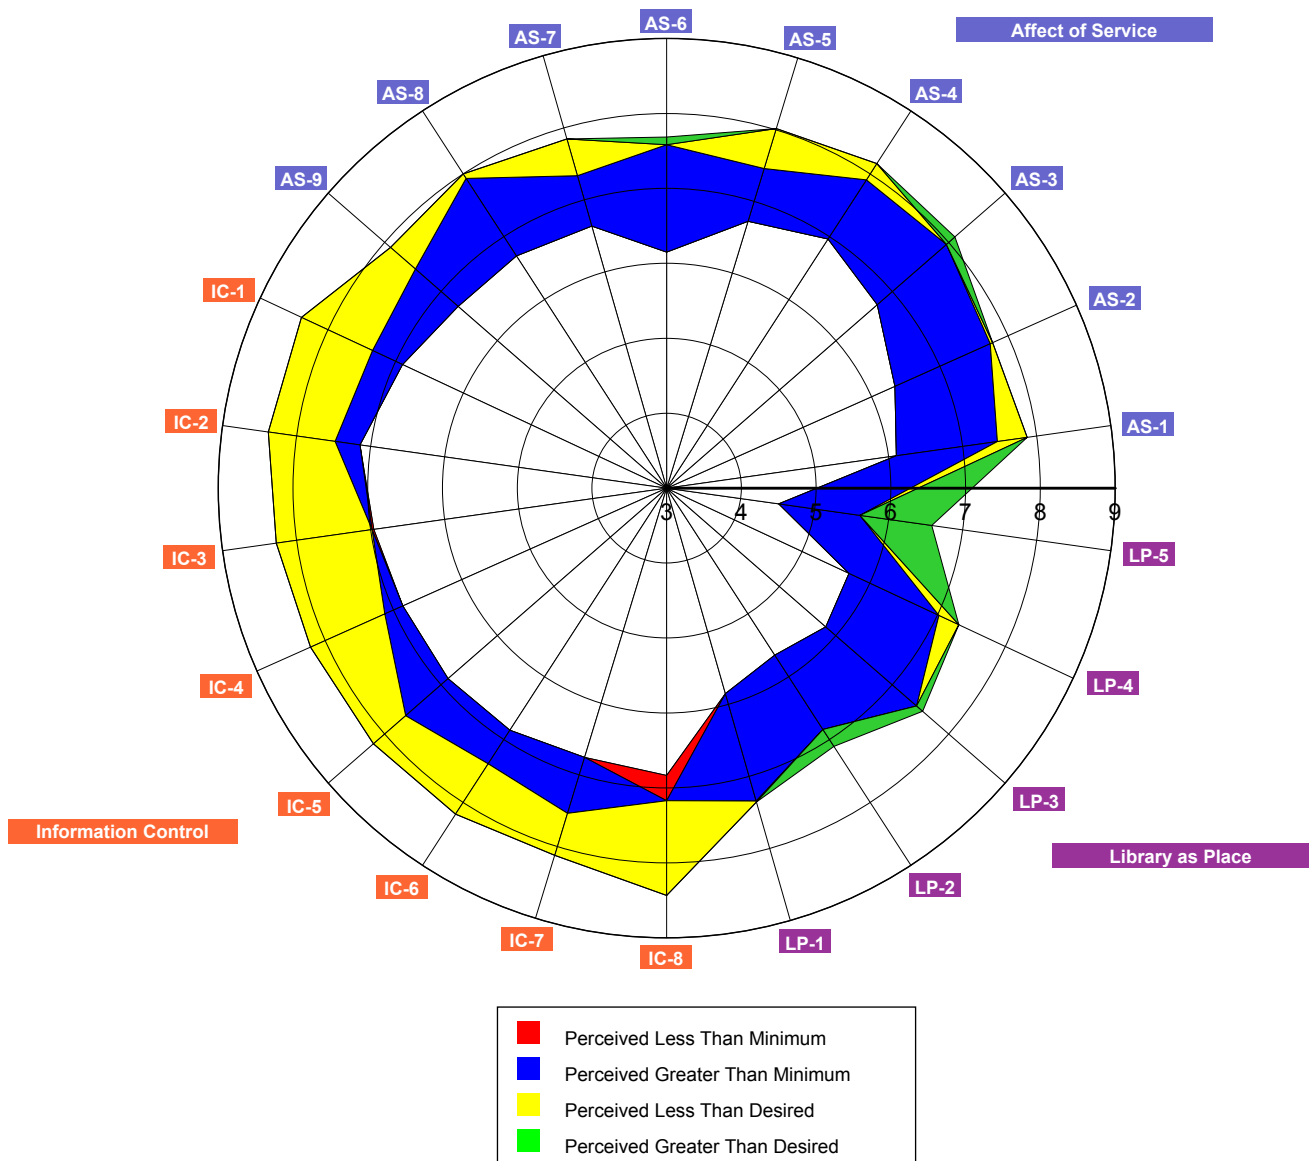 AS-6
Affect of Service
AS-7
AS-5
AS-8
AS-4
AS-9
AS-3
IC-1
AS-2
IC-2
AS-1
3 4 5 6 7 8 9
IC-3
LP-5
IC-4
LP-4
IC-5
LP-3
Information Control
Library as Place
IC-6
LP-2
IC-7
LP-1
IC-8
Perceived Less Than Minimum
Perceived Greater Than Minimum
Perceived Less Than Desired
Perceived Greater Than Desired